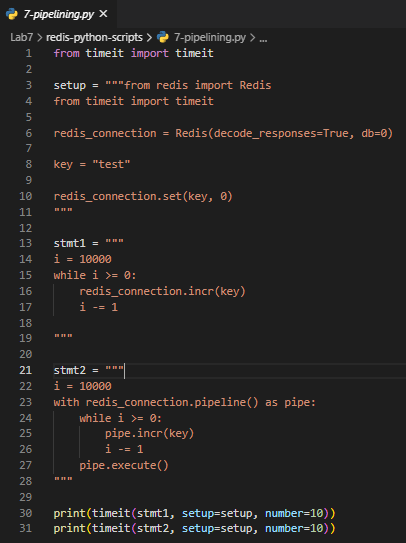 7-pipelining.py
Lab7 > redis-python-scripts > 7-pipelining.py > ...
1 from timeit import timeit
2
3 setup = """from redis import Redis
4 from timeit import timeit
5
6 redis_connection = Redis(decode_responses=True, db=0)
7
8 key = "test"
9
10 redis_connection.set(key, 0)
11 """
12
13 stmt1 = """
14 i = 10000
15 while i >= 0:
16     redis_connection.incr(key)
17     i -= 1
18
19 """
20
21 stmt2 = """
22 i = 10000
23 with redis_connection.pipeline() as pipe:
24     while i >= 0:
25         pipe.incr(key)
26         i -= 1
27     pipe.execute()
28 """
29
30 print(timeit(stmt1, setup=setup, number=10))
31 print(timeit(stmt2, setup=setup, number=10))